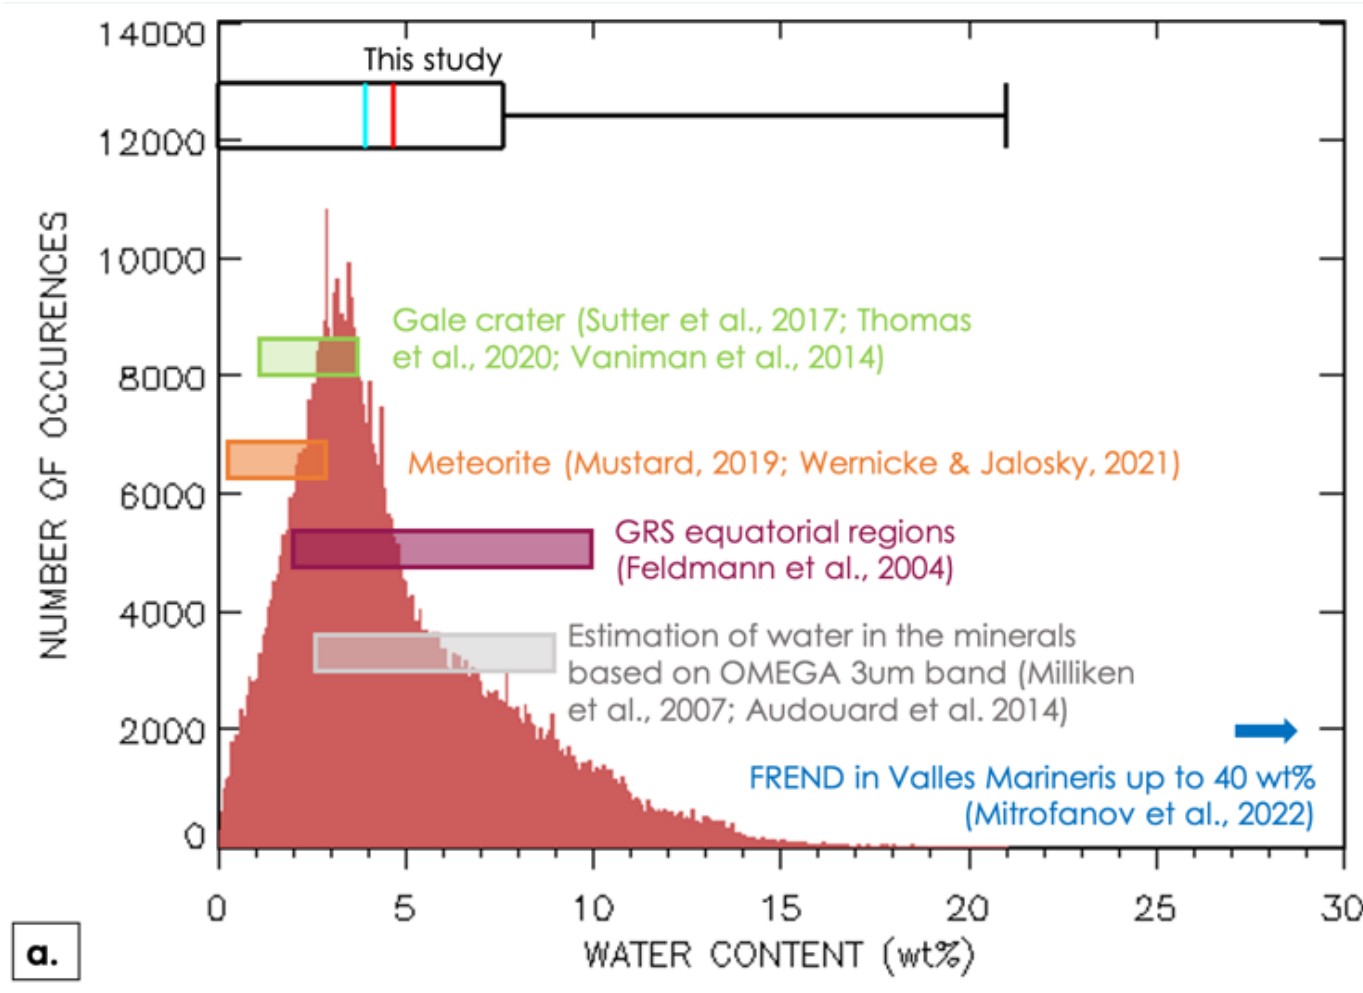 14000
This study
12000
10000
Gale crater (Sutter et al., 2017; Thomas
et al., 2020; Vaniman et al., 2014)
8000
Meteorite (Mustard, 2019; Wernicke & Jalosky, 2021)
6000
GRS equatorial regions
(Feldmann et al., 2004)
4000
Estimation of water in the minerals
based on OMEGA 3um band (Milliken
et al., 2007; Audouard et al. 2014)
2000
FREND in Valles Marineris up to 40 wt%
(Mitrofanov et al., 2022)
0
NUMBER OF OCCURENCES
0 5 10 15 20 25 30
WATER CONTENT (wt%)
a.